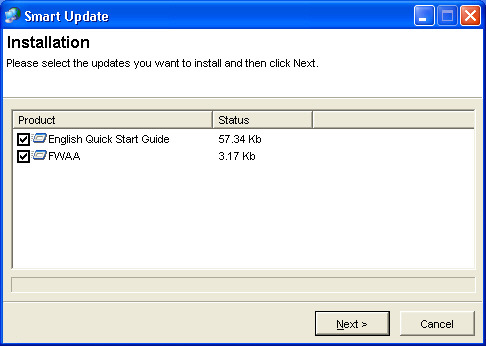 Smart Update
Installation
Please select the updates you want to install and then click Next.
Product Status
English Quick Start Guide 57.34 Kb
FWAA 3.17 Kb
Next > Cancel